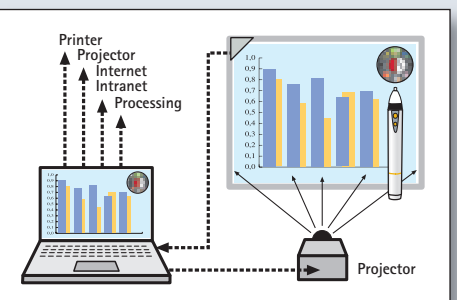 Printer
Projector
Internet
Intranet
Processing
1,0
0,9
0,8
0,7
0,6
0,5
0,4
0,3
0,2
0,1
0,0
Projector